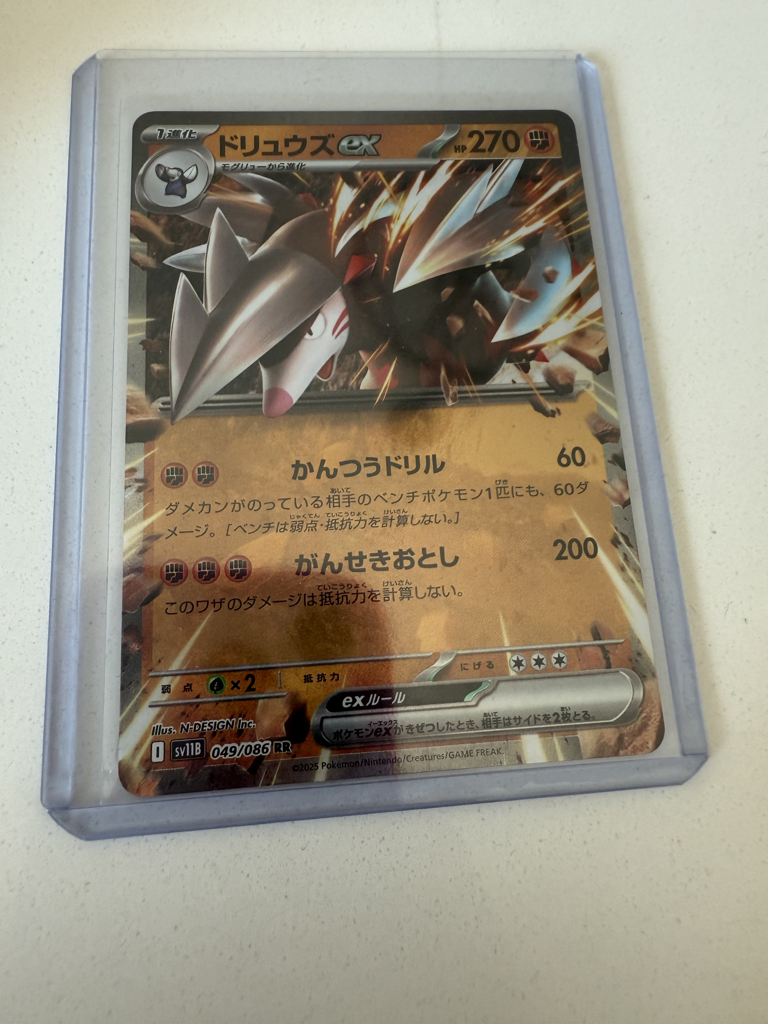 1進化 ドリュウズex HP 270
モグリューから進化
かんつうドリル 60
ダメカンがのっている相手のベンチポケモン1匹にも、60ダ
メージ。[ベンチは弱点・抵抗力を計算しない。]
がんせきおとし 200
このワザのダメージは抵抗力を計算しない。
弱点 ×2 抵抗力 にげる
exルール
ポケモンexがきぜつしたとき、相手はサイドを2枚とる。
Illus. N-DESIGN Inc.
I sv11B 049/086 RR
©2025 Pokémon/Nintendo/Creatures/GAME FREAK